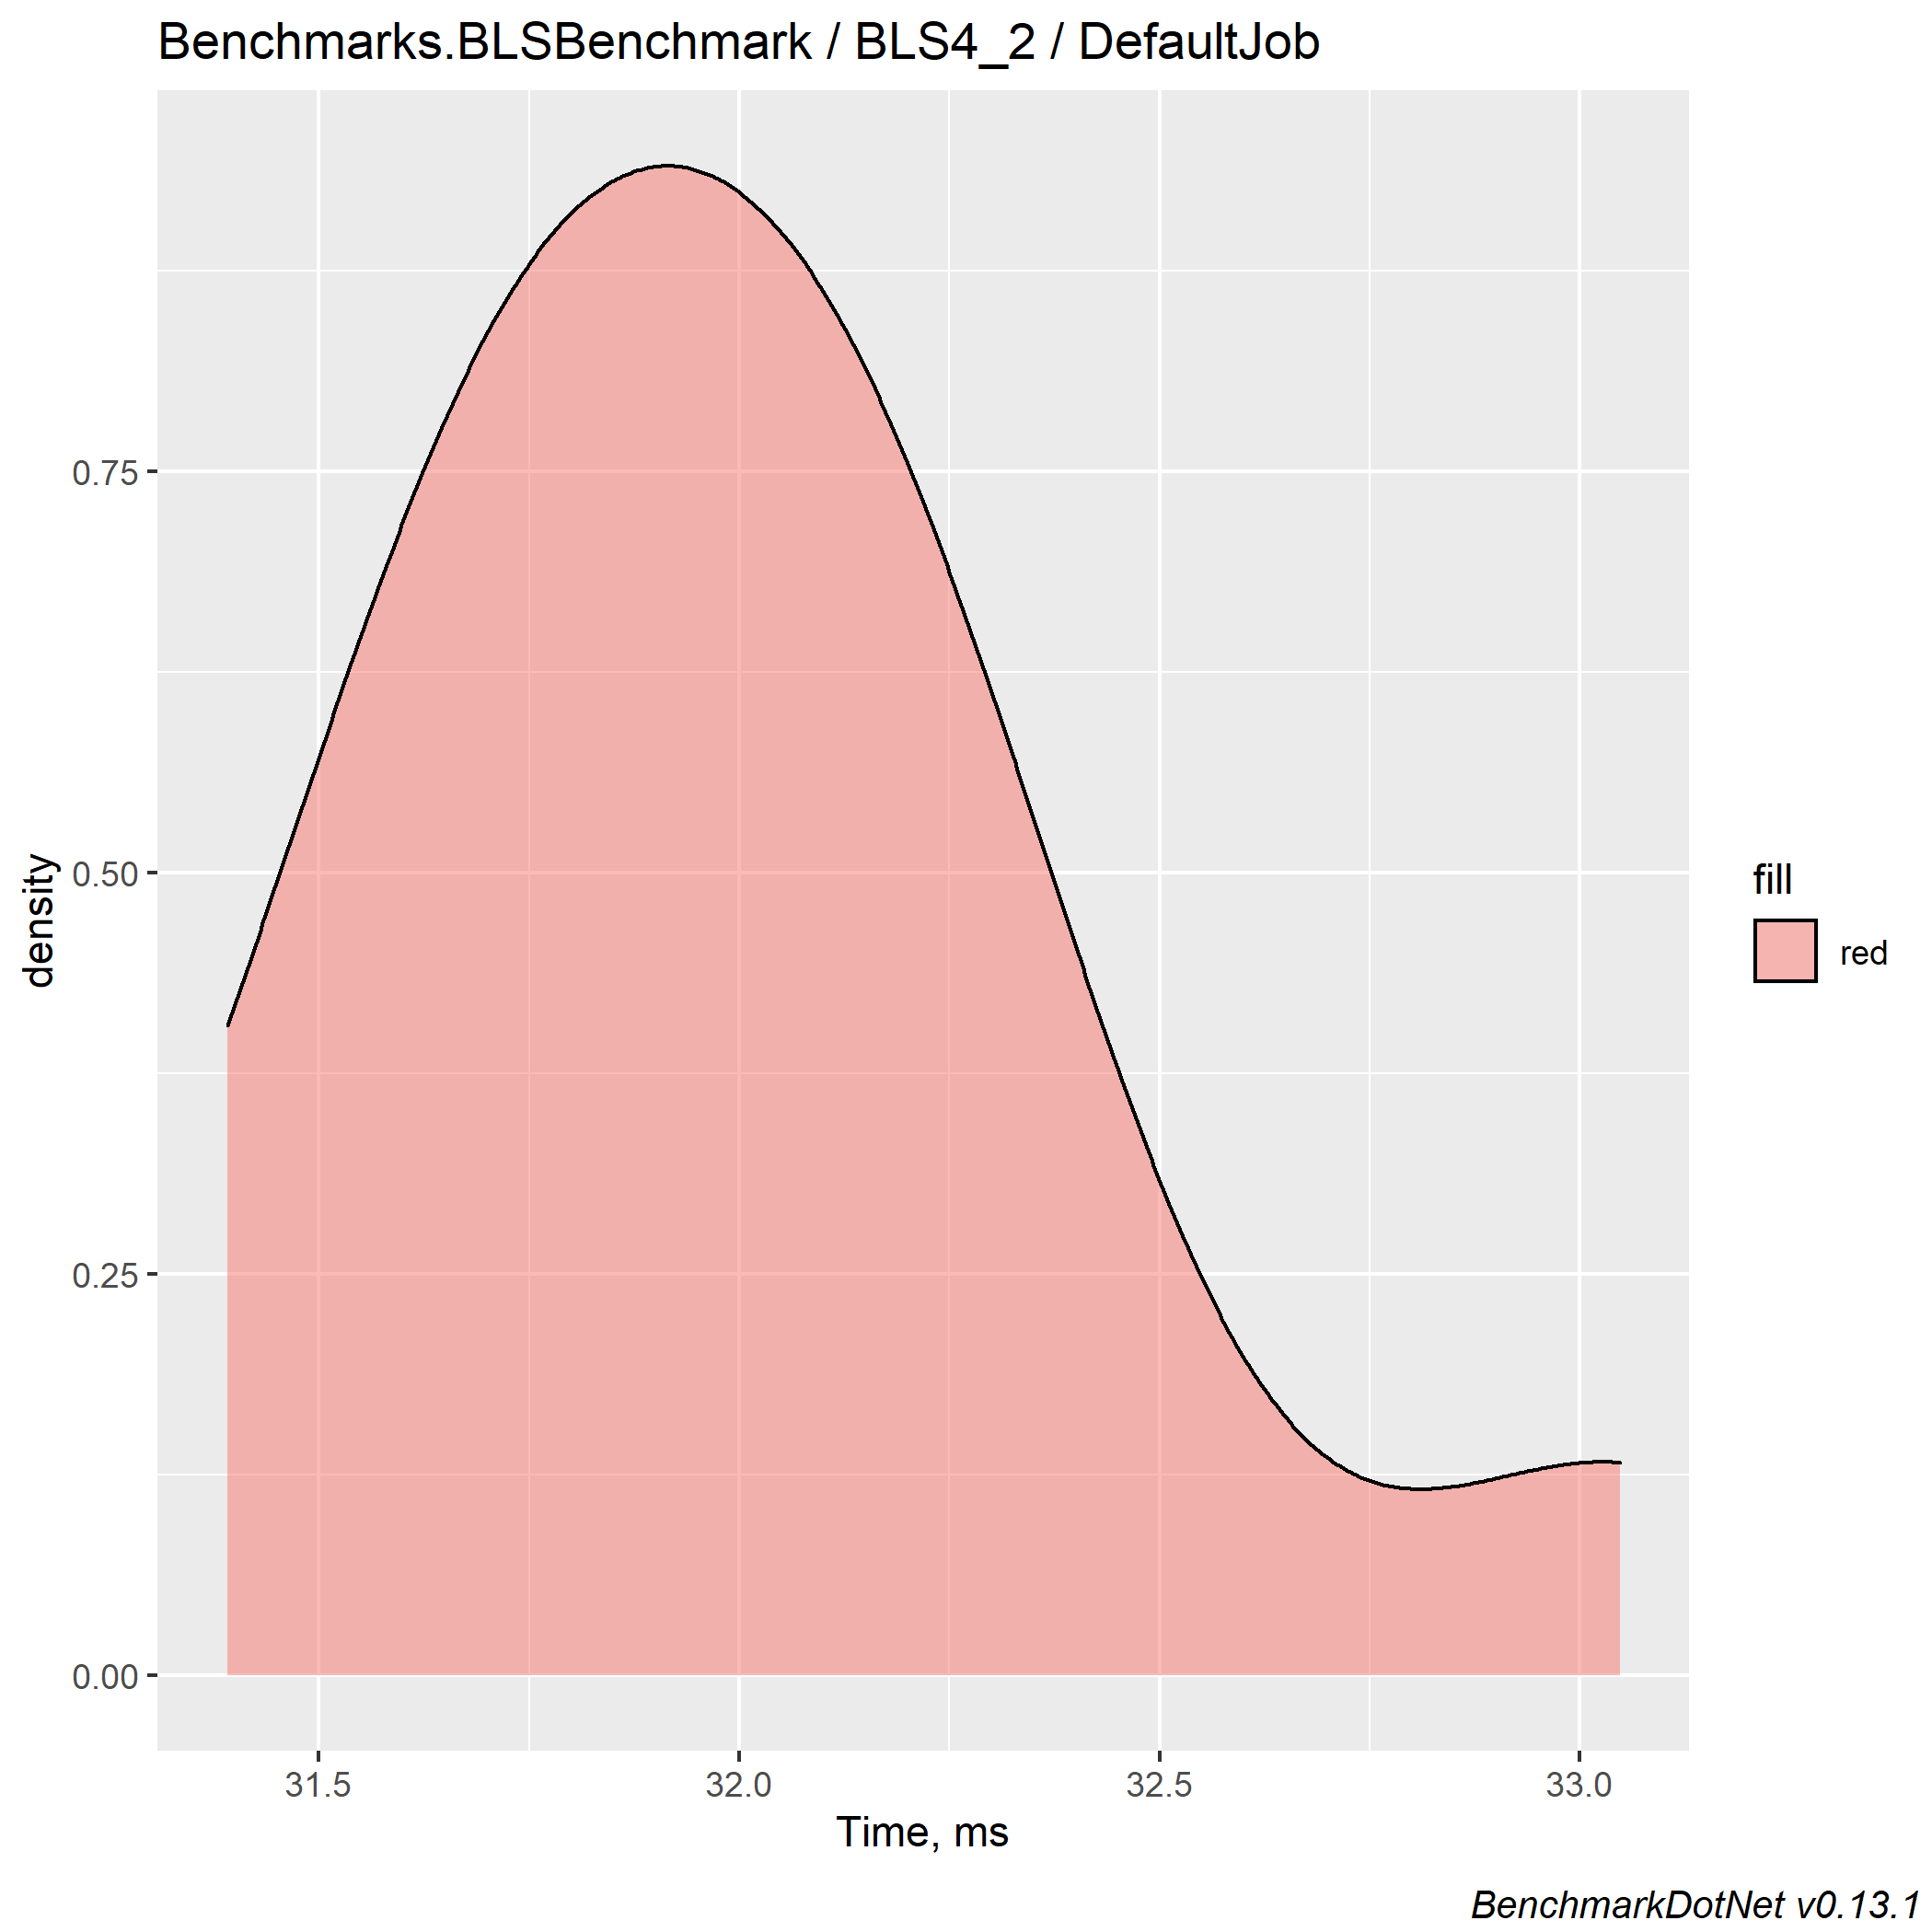 Benchmarks.BLSBenchmark / BLS4_2 / DefaultJob
0.75
0.50
0.25
0.00
density
31.5 32.0 32.5 33.0
Time, ms
fill
red
BenchmarkDotNet v0.13.1